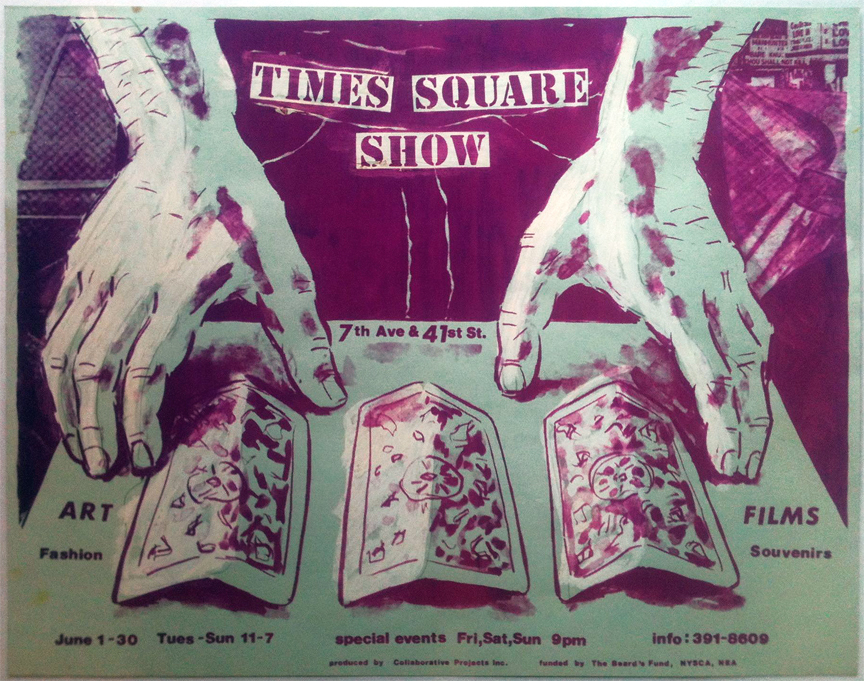 TIMES SQUARE
SHOW
7th Ave & 41st St.
ART
FILMS
Fashion
Souvenirs
June 1-30 Tues-Sun 11-7 special events Fri,Sat,Sun 9pm info: 391-8609
produced by Collaborative Projects Inc. funded by The Beard's Fund, NYSCA, NEA